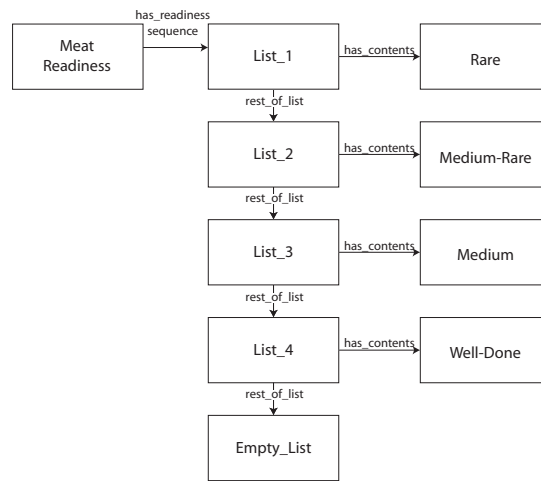 has_readiness
sequence
Meat
Readiness
List_1
has_contents
Rare
rest_of_list
List_2
has_contents
Medium-Rare
rest_of_list
List_3
has_contents
Medium
rest_of_list
List_4
has_contents
Well-Done
rest_of_list
Empty_List